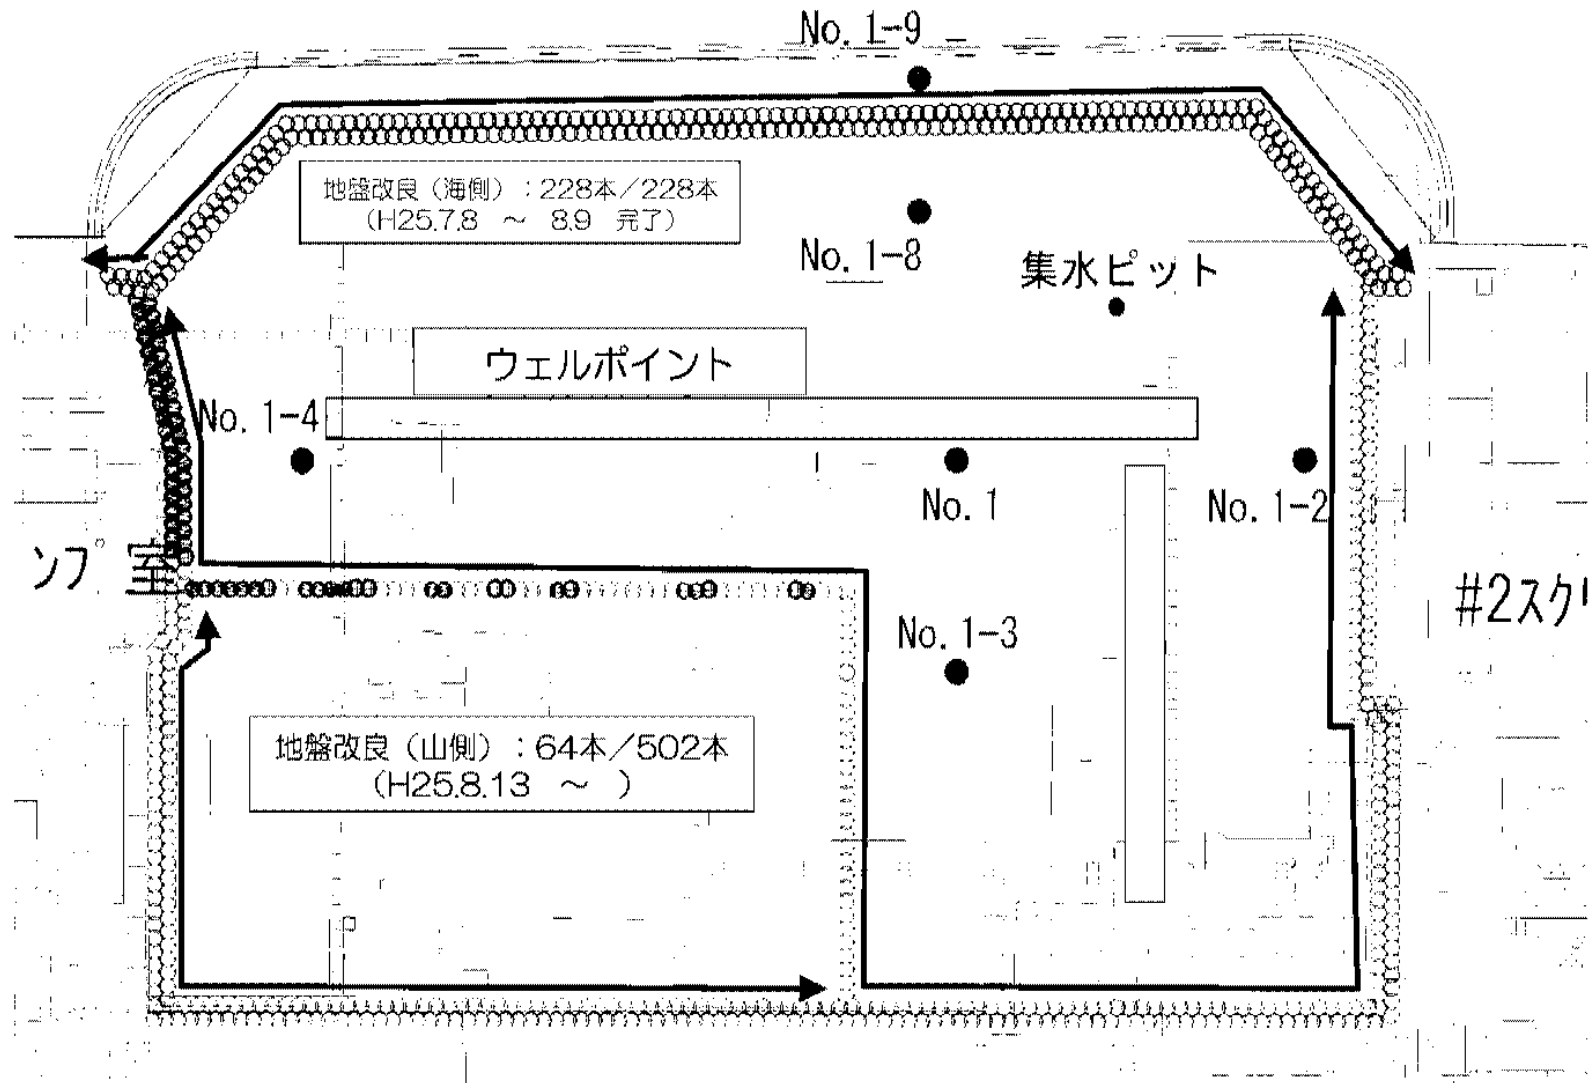 No. 1-9
地盤改良（海側）：228本／228本
（H25.7.8 ～ 8.9 完了）
No. 1-8
集水ピット
ウェルポイント
No. 1-4
No. 1
No. 1-2
ンプ室
#2スクリ
No. 1-3
地盤改良（山側）：64本／502本
（H25.8.13 ～ ）